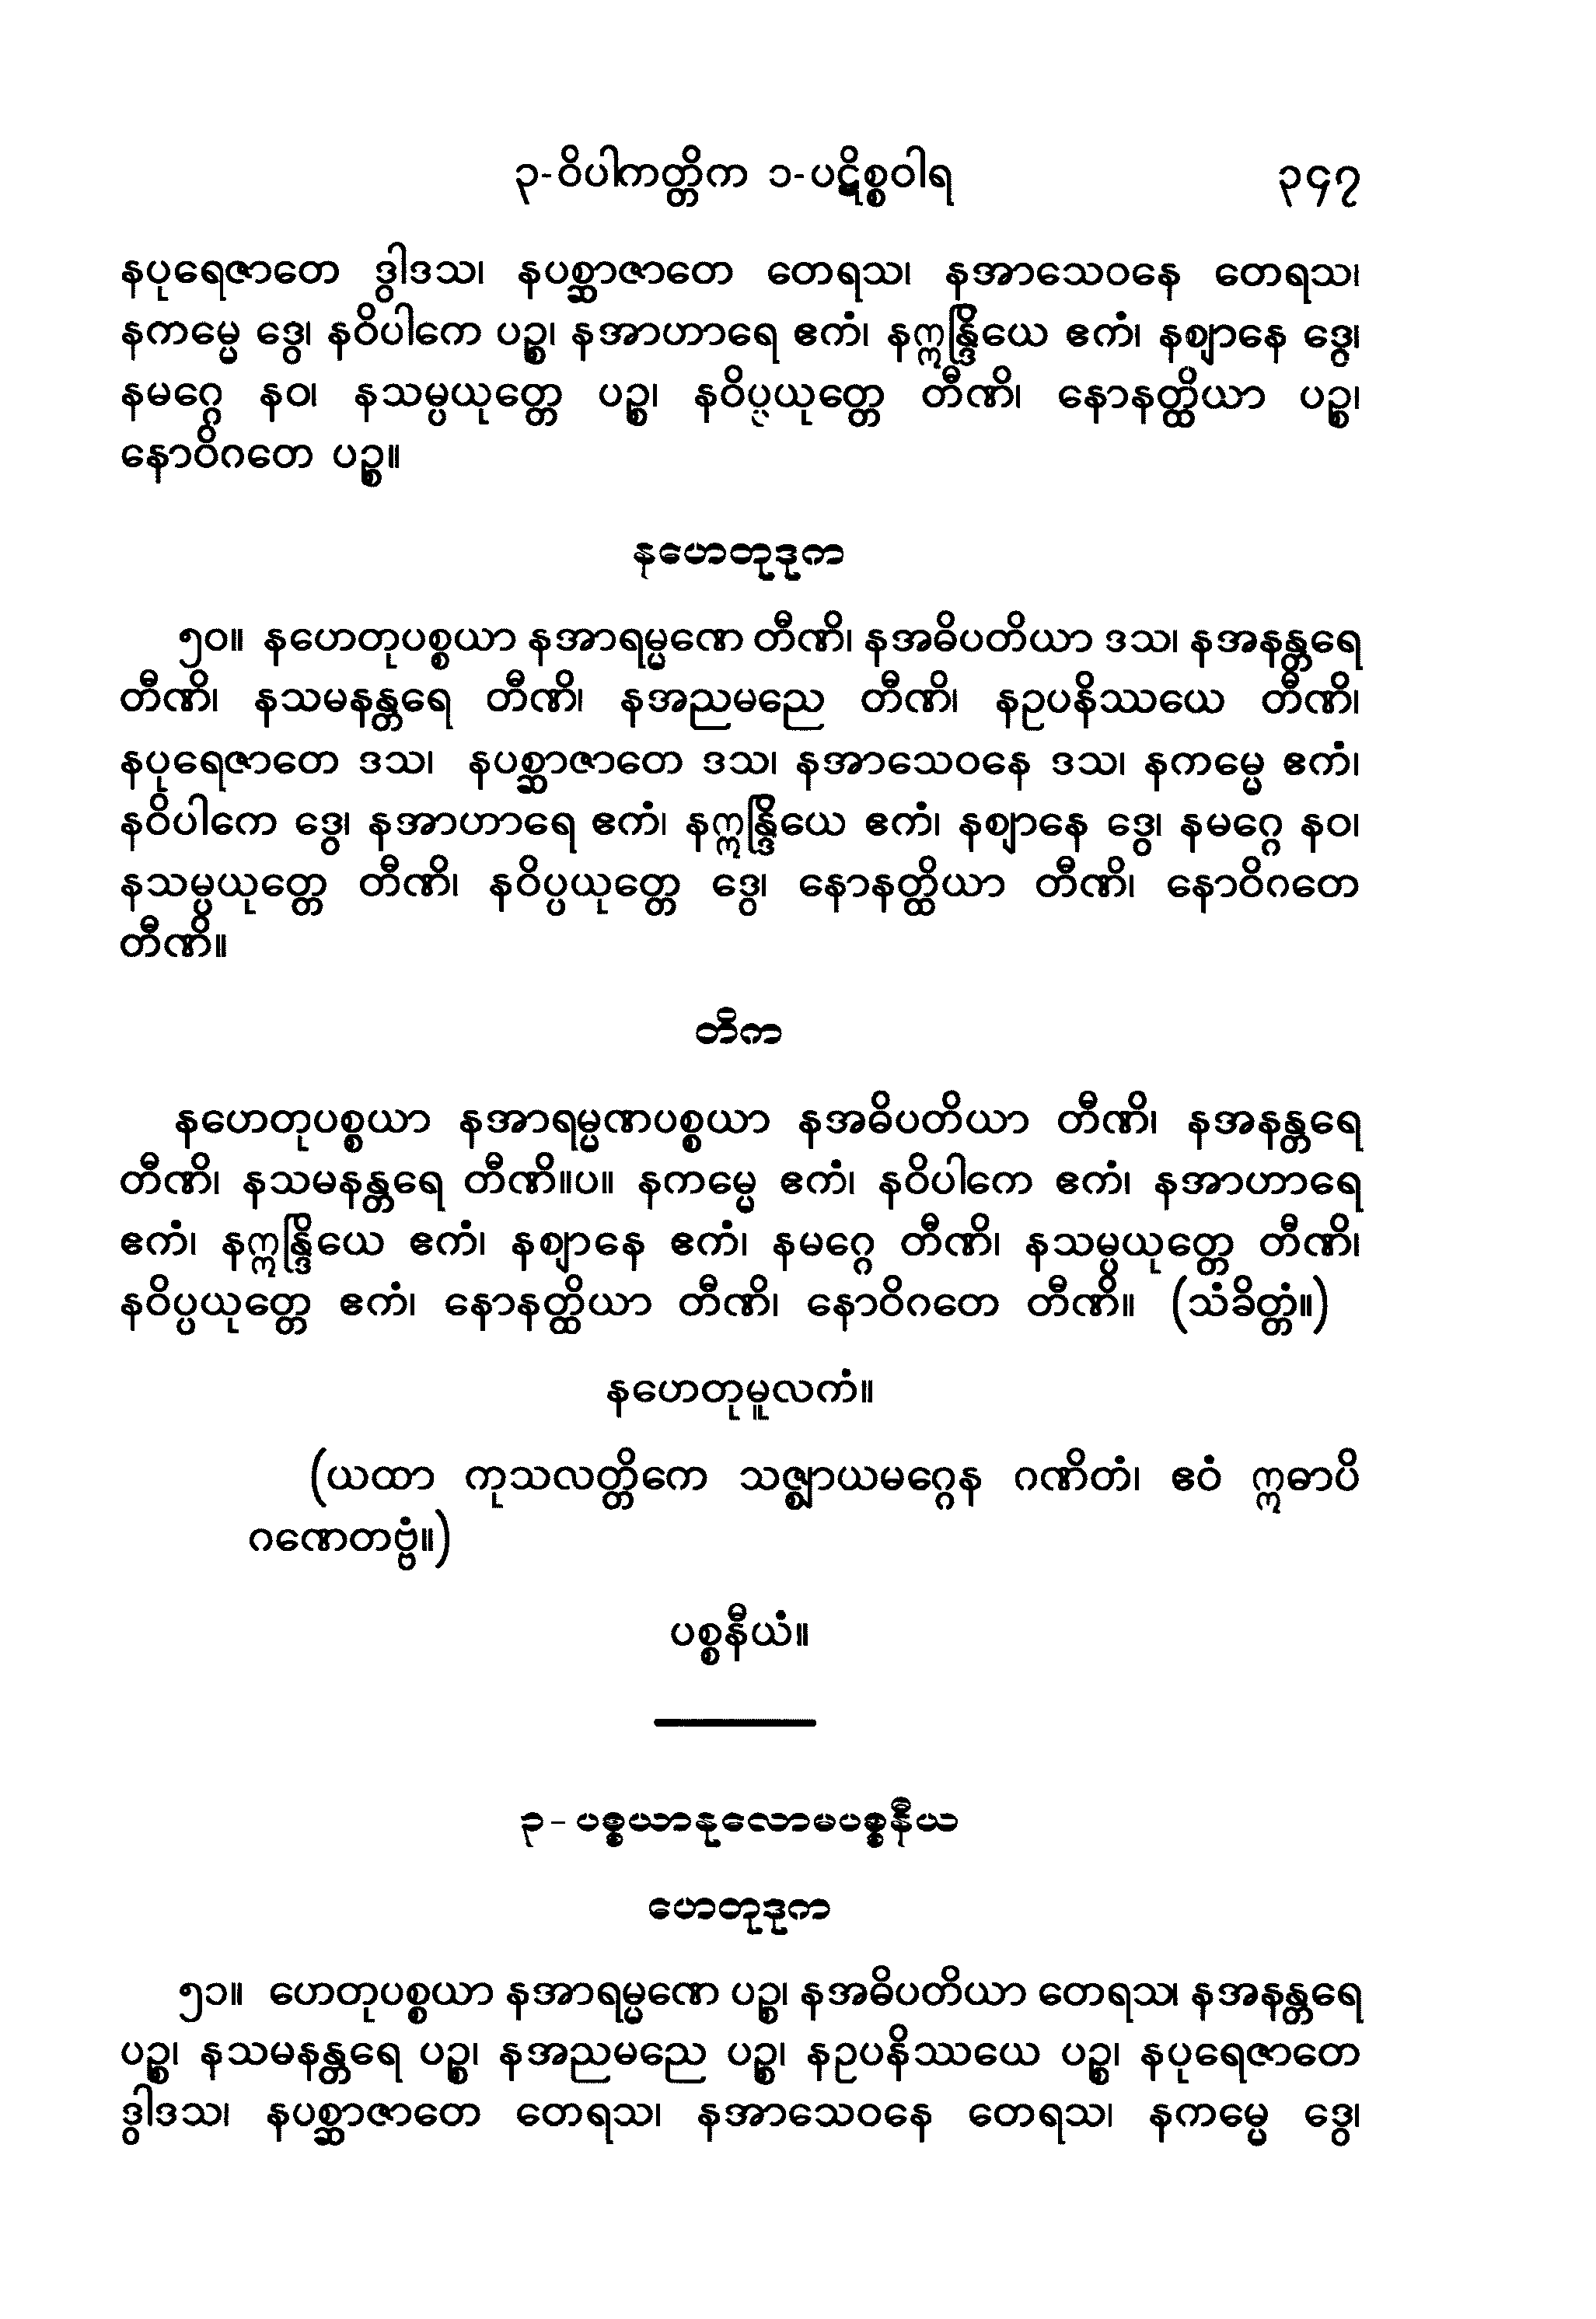 ၃-ဝိပါကတ္တိက ၁-ပဋိစ္စဝါရ ၃၄၇
နပုရေဇာတေ ဒွါဒသ၊ နပစ္ဆာဇာတေ တေရသ၊ နအာသေဝနေ တေရသ၊
နကမ္မေ ဒွေ၊ နဝိပါကေ ပဉ္စ၊ နအာဟာရေ ဧကံ၊ နဣန္ဒြိယေ ဧကံ၊ နဈာနေ ဒွေ၊
နမဂ္ဂေ နဝ၊ နသမ္ပယုတ္တေ ပဉ္စ၊ နဝိပ္ပယုတ္တေ တီဏိ၊ နောနတ္ထိယာ ပဉ္စ၊
နောဝိဂတေ ပဉ္စ။
နဟေတုဒုက
၅၀။ နဟေတုပစ္စယာ နအာရမ္မဏေ တီဏိ၊ နအဓိပတိယာ ဒသ၊ နအနန္တရေ
တီဏိ၊ နသမနန္တရေ တီဏိ၊ နအညမညေ တီဏိ၊ နဥပနိဿယေ တီဏိ၊
နပုရေဇာတေ ဒသ၊ နပစ္ဆာဇာတေ ဒသ၊ နအာသေဝနေ ဒသ၊ နကမ္မေ ဧကံ၊
နဝိပါကေ ဒွေ၊ နအာဟာရေ ဧကံ၊ နဣန္ဒြိယေ ဧကံ၊ နဈာနေ ဒွေ၊ နမဂ္ဂေ နဝ၊
နသမ္ပယုတ္တေ တီဏိ၊ နဝိပ္ပယုတ္တေ ဒွေ၊ နောနတ္ထိယာ တီဏိ၊ နောဝိဂတေ
တီဏိ။
တိက
နဟေတုပစ္စယာ နအာရမ္မဏပစ္စယာ နအဓိပတိယာ တီဏိ၊ နအနန္တရေ
တီဏိ၊ နသမနန္တရေ တီဏိ။ပ။ နကမ္မေ ဧကံ၊ နဝိပါကေ ဧကံ၊ နအာဟာရေ
ဧကံ၊ နဣန္ဒြိယေ ဧကံ၊ နဈာနေ ဧကံ၊ နမဂ္ဂေ တီဏိ၊ နသမ္ပယုတ္တေ တီဏိ၊
နဝိပ္ပယုတ္တေ ဧကံ၊ နောနတ္ထိယာ တီဏိ၊ နောဝိဂတေ တီဏိ။ (သံခိတ္တံ။)
နဟေတုမူလကံ။
(ယထာ ကုသလတ္တိကေ သဇ္ဈာယမဂ္ဂေန ဂဏိတံ၊ ဧဝံ ဣဓာပိ
ဂဏေတဗ္ဗံ။)
ပစ္စနီယံ။
၃-ပစ္စယာနုလောမပစ္စနီယ
ဟေတုဒုက
၅၁။ ဟေတုပစ္စယာ နအာရမ္မဏေ ပဉ္စ၊ နအဓိပတိယာ တေရသ၊ နအနန္တရေ
ပဉ္စ၊ နသမနန္တရေ ပဉ္စ၊ နအညမညေ ပဉ္စ၊ နဥပနိဿယေ ပဉ္စ၊ နပုရေဇာတေ
ဒွါဒသ၊ နပစ္ဆာဇာတေ တေရသ၊ နအာသေဝနေ တေရသ၊ နကမ္မေ ဒွေ၊